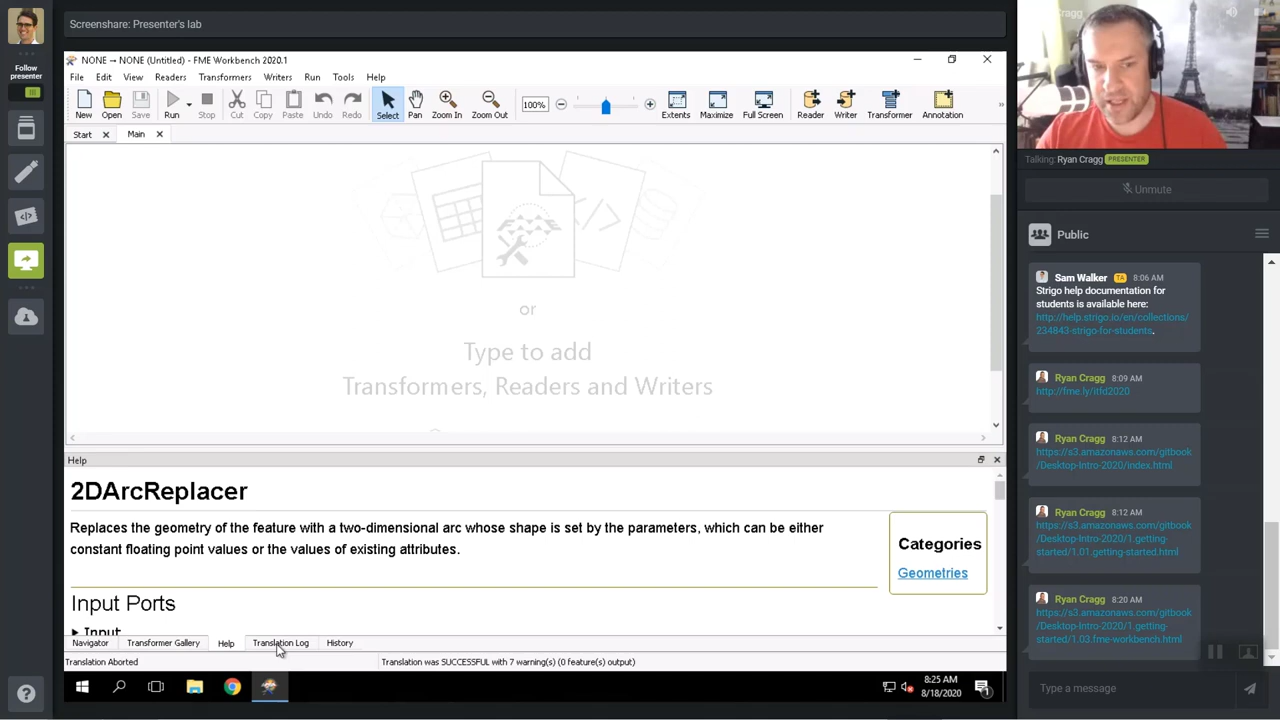 Follow
presenter
Screenshare: Presenter's lab
NONE → NONE (Untitled) - FME Workbench 2020.1
File Edit View Readers Transformers Writers Run Tools Help
New Open Save Run Stop Cut Copy Paste Undo Redo Select Pan Zoom In Zoom Out 100% Extents Maximize Full Screen Reader Writer Transformer Annotation
Start Main
or
Type to add
Transformers, Readers and Writers
Help
2DArcReplacer
Replaces the geometry of the feature with a two-dimensional arc whose shape is set by the parameters, which can be either
constant floating point values or the values of existing attributes.
Categories
Geometries
Input Ports
Input
Navigator Transformer Gallery Help Translation Log History
Translation Aborted
Translation was SUCCESSFUL with 7 warning(s) (0 feature(s) output)
8:25 AM
8/18/2020
1
Cragg
Talking: Ryan Cragg PRESENTER
Unmute
Public
Sam Walker TA 8:06 AM
Strigo help documentation for
students is available here:
http://help.strigo.io/en/collections/
234843-strigo-for-students.
Ryan Cragg 8:09 AM
http://fme.ly/itfd2020
Ryan Cragg 8:12 AM
https://s3.amazonaws.com/gitbook
/Desktop-Intro-2020/index.html
Ryan Cragg 8:12 AM
https://s3.amazonaws.com/gitbook
/Desktop-Intro-2020/1.getting-
started/1.01.getting-started.html
Ryan Cragg 8:20 AM
https://s3.amazonaws.com/gitbook
/Desktop-Intro-2020/1.getting-
started/1.03.fme-workbench.html
Type a message